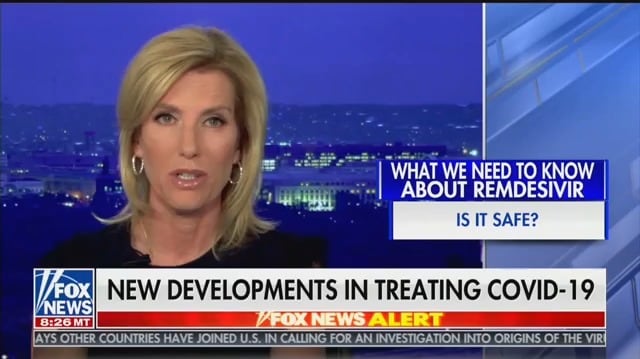 WHAT WE NEED TO KNOW
ABOUT REMDESIVIR
IS IT SAFE?
FOX
NEWS
8:26 MT
NEW DEVELOPMENTS IN TREATING COVID-19
FOX NEWS ALERT
AYS OTHER COUNTRIES HAVE JOINED U.S. IN CALLING FOR AN INVESTIGATION INTO ORIGINS OF THE VIR